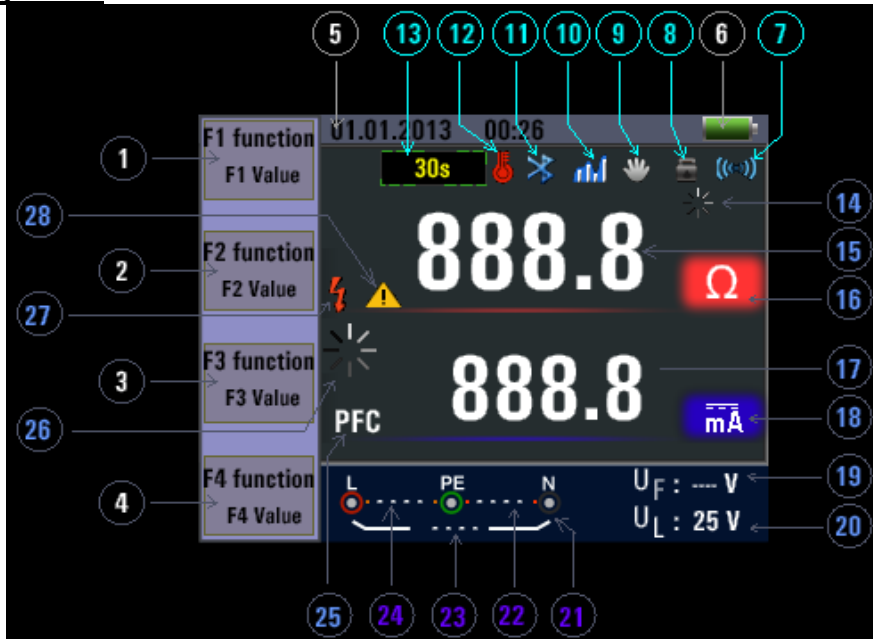 5 13 12 11 10 9 8 6 7
01.01.2013 00:26
1
F1 function
F1 Value
30s
28
888.8
14
15
2
F2 function
F2 Value
Ω
16
27
3
F3 function
F3 Value
888.8
17
26
PFC
mA
18
4
F4 function
F4 Value
L PE N
UF : ---- V
19
UL : 25 V
20
25 24 23 22 21